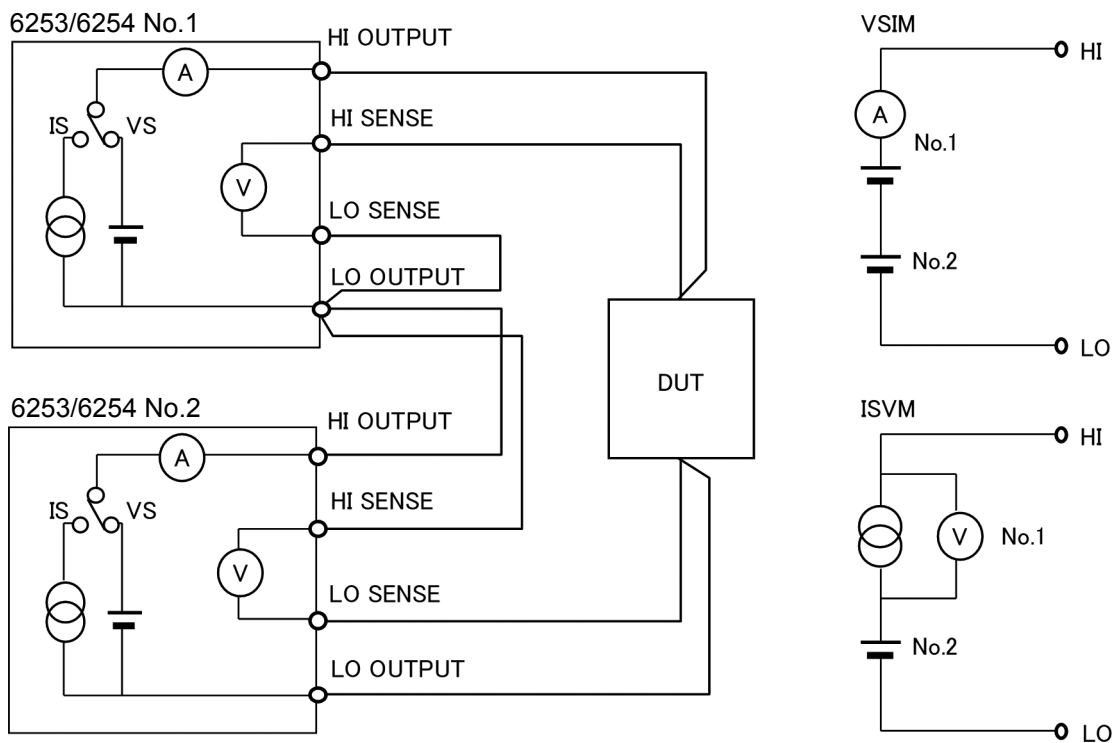 6253/6254 No.1
HI OUTPUT
A
IS
VS
HI SENSE
V
LO SENSE
LO OUTPUT
DUT
6253/6254 No.2
HI OUTPUT
A
IS
VS
HI SENSE
V
LO SENSE
LO OUTPUT
VSIM
HI
A
No.1
No.2
LO
ISVM
HI
V
No.1
No.2
LO